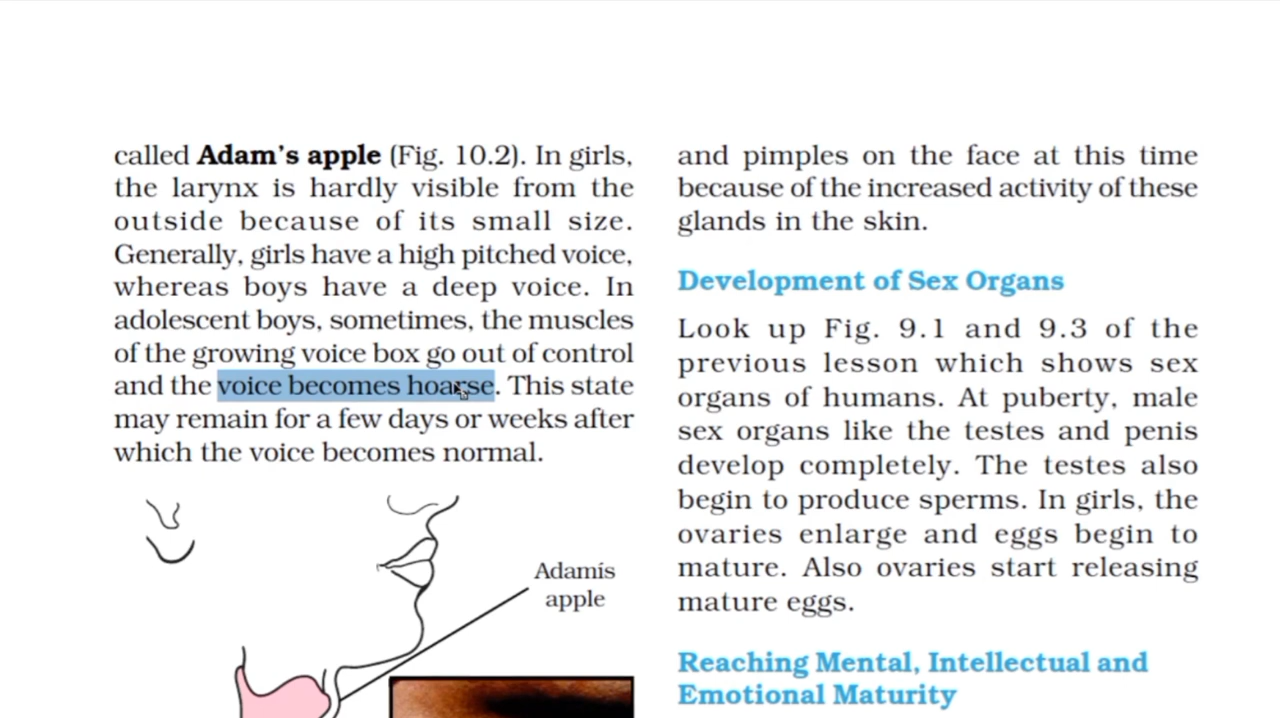 called Adam's apple (Fig. 10.2). In girls,
the larynx is hardly visible from the
outside because of its small size.
Generally, girls have a high pitched voice,
whereas boys have a deep voice. In
adolescent boys, sometimes, the muscles
of the growing voice box go out of control
and the voice becomes hoarse. This state
may remain for a few days or weeks after
which the voice becomes normal.
Adamís
apple
and pimples on the face at this time
because of the increased activity of these
glands in the skin.
Development of Sex Organs
Look up Fig. 9.1 and 9.3 of the
previous lesson which shows sex
organs of humans. At puberty, male
sex organs like the testes and penis
develop completely. The testes also
begin to produce sperms. In girls, the
ovaries enlarge and eggs begin to
mature. Also ovaries start releasing
mature eggs.
Reaching Mental, Intellectual and
Emotional Maturity